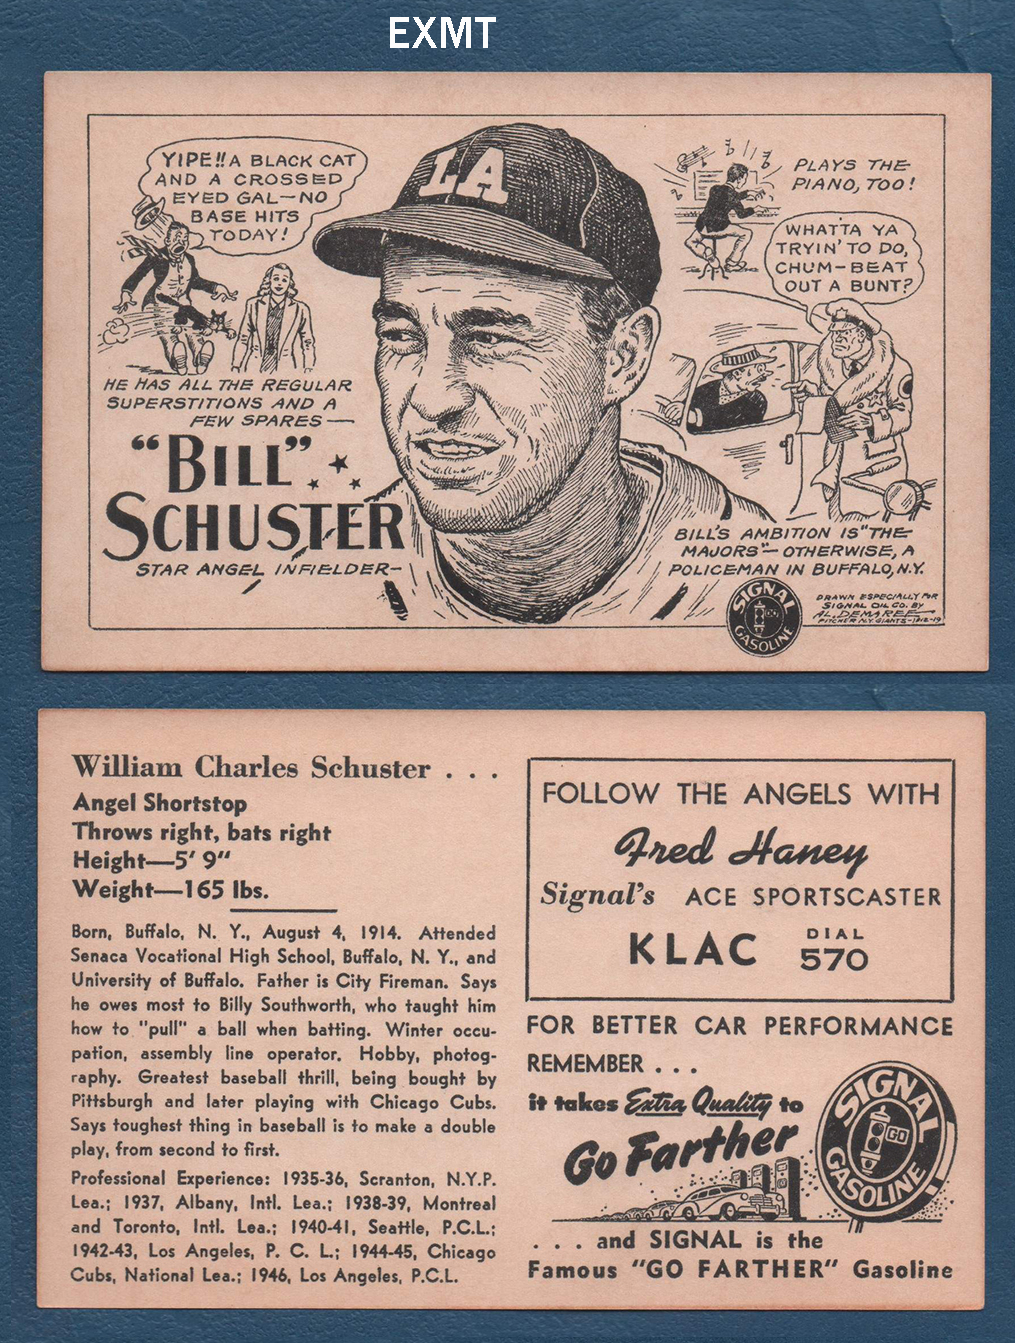 EXMT
YIPE!! A BLACK CAT
AND A CROSSED
EYED GAL—NO
BASE HITS
TODAY!
HE HAS ALL THE REGULAR
SUPERSTITIONS AND A
FEW SPARES—
"BILL"
SCHUSTER
STAR ANGEL INFIELDER—
LA
PLAYS THE
PIANO, TOO!
WHATTA YA
TRYIN' TO DO,
CHUM—BEAT
OUT A BUNT?
BILL'S AMBITION IS "THE
MAJORS"— OTHERWISE, A
POLICEMAN IN BUFFALO, N.Y.
SIGNAL
GO
GASOLINE
DRAWN ESPECIALLY FOR
SIGNAL OIL CO. BY
AL. DEMAREE
PITCHER N.Y. GIANTS-1912-19
William Charles Schuster . . .
Angel Shortstop
Throws right, bats right
Height—5' 9"
Weight—165 lbs.
Born, Buffalo, N. Y., August 4, 1914. Attended
Senaca Vocational High School, Buffalo, N. Y., and
University of Buffalo. Father is City Fireman. Says
he owes most to Billy Southworth, who taught him
how to "pull" a ball when batting. Winter occu-
pation, assembly line operator. Hobby, photog-
raphy. Greatest baseball thrill, being bought by
Pittsburgh and later playing with Chicago Cubs.
Says toughest thing in baseball is to make a double
play, from second to first.
Professional Experience: 1935-36, Scranton, N.Y.P.
Lea.; 1937, Albany, Intl. Lea.; 1938-39, Montreal
and Toronto, Intl. Lea.; 1940-41, Seattle, P.C.L.;
1942-43, Los Angeles, P. C. L.; 1944-45, Chicago
Cubs, National Lea.; 1946, Los Angeles, P.C.L.
FOLLOW THE ANGELS WITH
Fred Haney
Signal's ACE SPORTSCASTER
KLAC DIAL
570
FOR BETTER CAR PERFORMANCE
REMEMBER . . .
it takes Extra Quality to
Go Farther
SIGNAL
GO
GASOLINE
. . . and SIGNAL is the
Famous "GO FARTHER" Gasoline